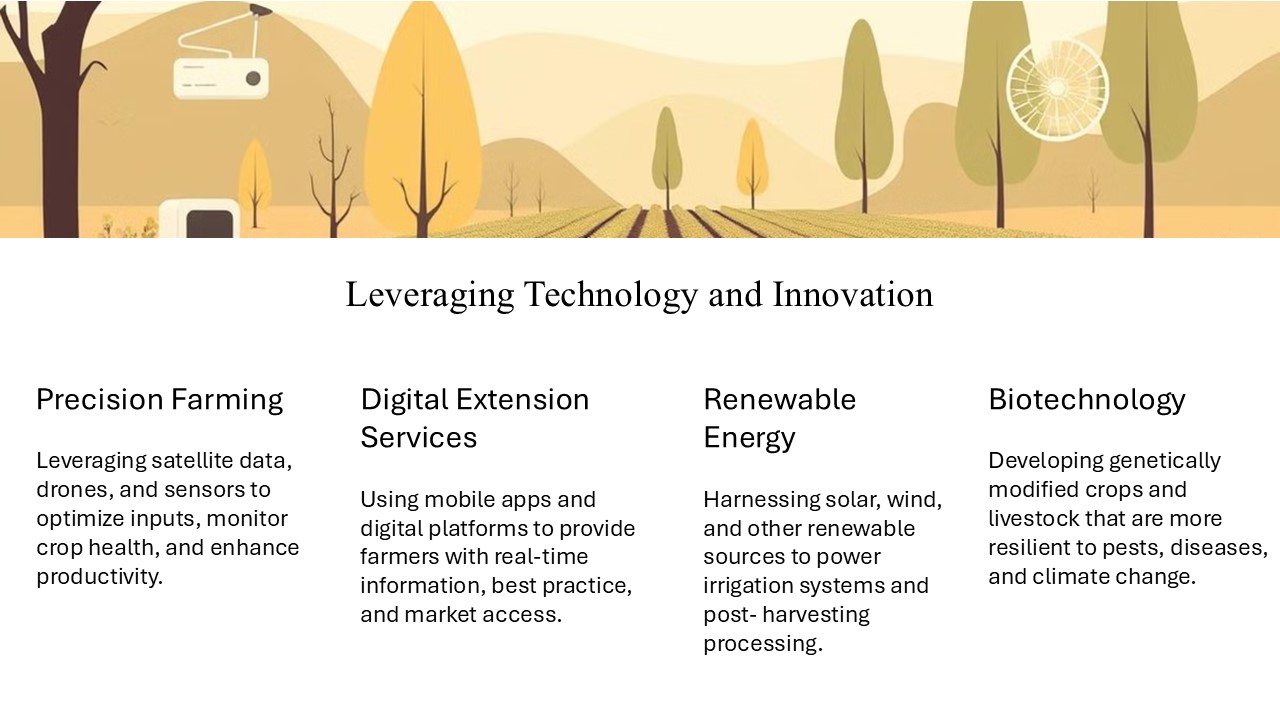 Leveraging Technology and Innovation
Precision Farming
Leveraging satellite data,
drones, and sensors to
optimize inputs, monitor
crop health, and enhance
productivity.
Digital Extension
Services
Using mobile apps and
digital platforms to provide
farmers with real-time
information, best practice,
and market access.
Renewable
Energy
Harnessing solar, wind,
and other renewable
sources to power
irrigation systems and
post- harvesting
processing.
Biotechnology
Developing genetically
modified crops and
livestock that are more
resilient to pests, diseases,
and climate change.